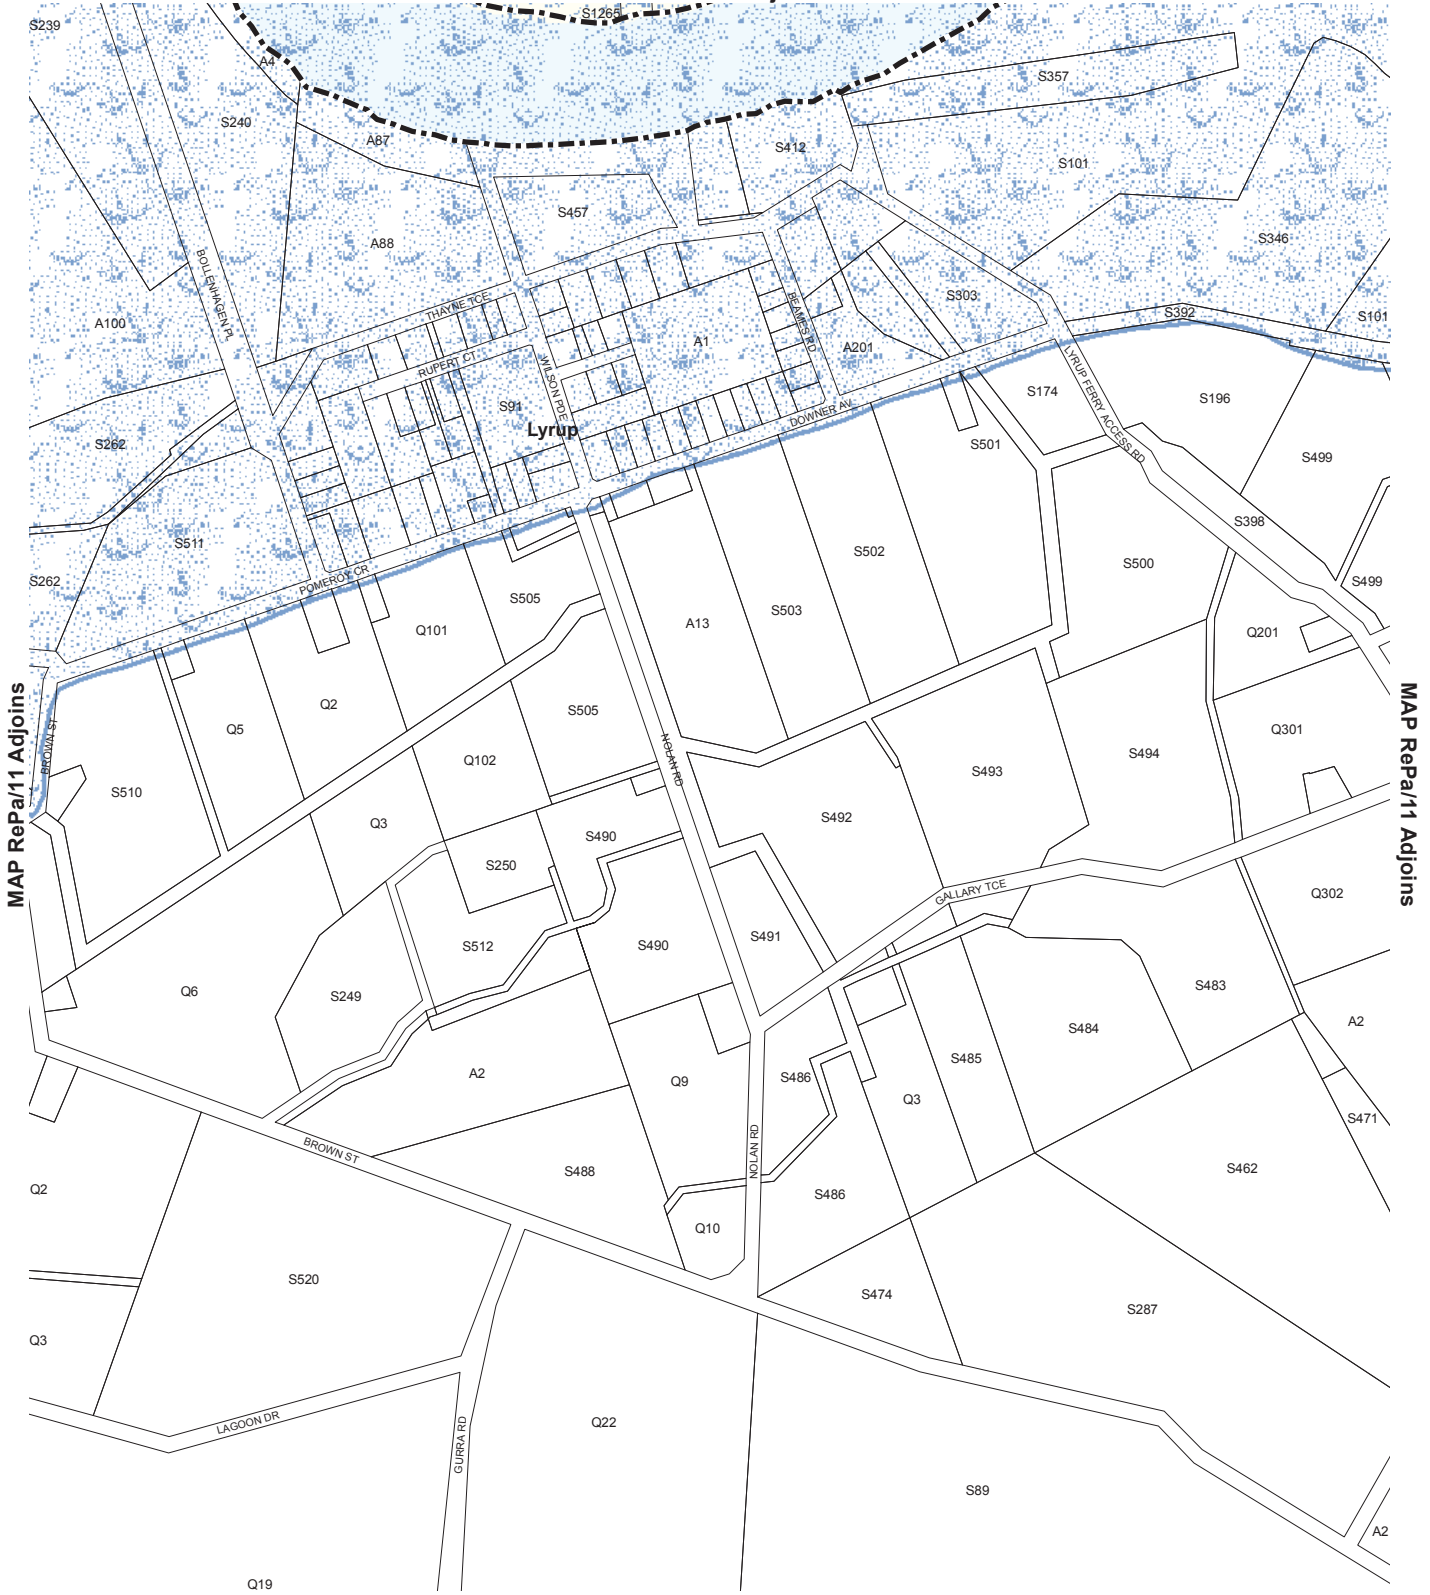 S1265
S239
A4
S357
S240
A87
S412
S101
S457
A88
S346
BOLLENHAGEN PL
THAYNE TCE
BEAMES RD
S303
S392
S101
A100
A1
A201
RUPERT CT
WILSON PDE
LYRUP FERRY ACCESS RD
S91
Lyrup
DOWNER AV
S174
S196
S262
S501
S499
S511
S398
S502
S500
S262
POMEROY CR
S499
S505
S503
A13
Q101
Q201
MAP RePa/11 Adjoins
MAP RePa/11 Adjoins
BROWN ST
Q5
Q2
S505
Q301
NOLAN RD
Q102
S494
S493
S510
Q3
S492
S490
S250
GALLARY TCE
Q302
S491
S512
S490
Q6
S249
S483
A2
S484
S485
A2
Q9
S486
Q3
S471
BROWN ST
NOLAN RD
S488
S462
Q2
S486
Q10
S520
S474
S287
Q3
LAGOON DR
GURRA RD
Q22
S89
A2
Q19